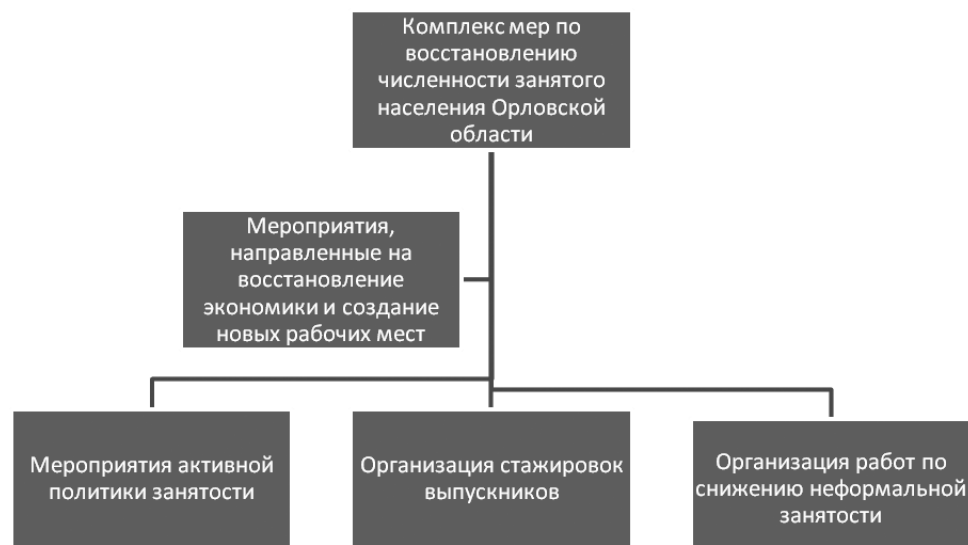 Комплекс мер по
восстановлению
численности занятого
населения Орловской
области
Мероприятия,
направленные на
восстановление
экономики и создание
новых рабочих мест
Мероприятия активной
политики занятости
Организация стажировок
выпускников
Организация работ по
снижению неформальной
занятости